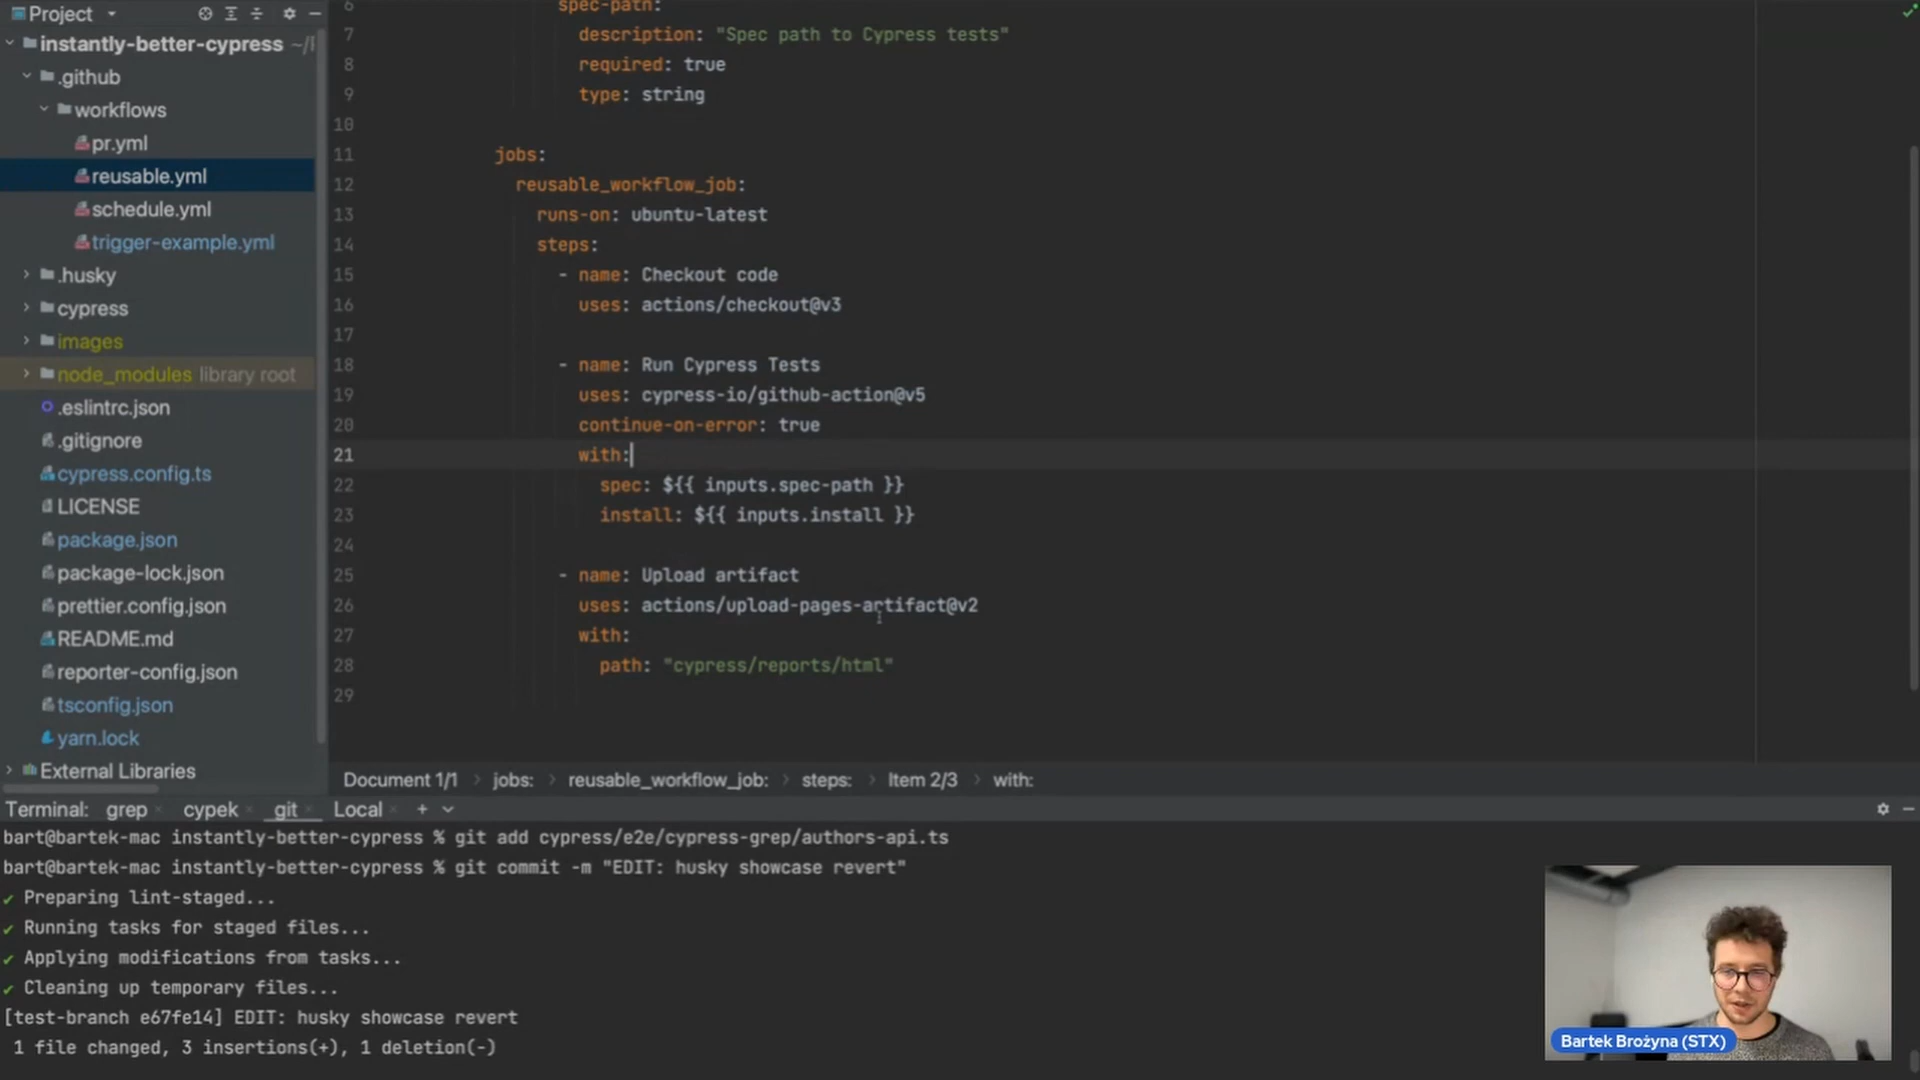 Project
instantly-better-cypress ~/
.github
workflows
pr.yml
reusable.yml
schedule.yml
trigger-example.yml
.husky
cypress
images
node_modules library root
.eslintrc.json
.gitignore
cypress.config.ts
LICENSE
package.json
package-lock.json
prettier.config.json
README.md
reporter-config.json
tsconfig.json
yarn.lock
External Libraries
6 spec-path:
7 description: "Spec path to Cypress tests"
8 required: true
9 type: string
10
11 jobs:
12 reusable_workflow_job:
13 runs-on: ubuntu-latest
14 steps:
15 - name: Checkout code
16 uses: actions/checkout@v3
17
18 - name: Run Cypress Tests
19 uses: cypress-io/github-action@v5
20 continue-on-error: true
21 with:
22 spec: ${{ inputs.spec-path }}
23 install: ${{ inputs.install }}
24
25 - name: Upload artifact
26 uses: actions/upload-pages-artifact@v2
27 with:
28 path: "cypress/reports/html"
29
Document 1/1 > jobs: > reusable_workflow_job: > steps: > Item 2/3 > with:
Terminal: grep × cypek × git × Local × +
bart@bartek-mac instantly-better-cypress % git add cypress/e2e/cypress-grep/authors-api.ts
bart@bartek-mac instantly-better-cypress % git commit -m "EDIT: husky showcase revert"
✔ Preparing lint-staged...
✔ Running tasks for staged files...
✔ Applying modifications from tasks...
✔ Cleaning up temporary files...
[test-branch e67fe14] EDIT: husky showcase revert
1 file changed, 3 insertions(+), 1 deletion(-)
Bartek Brożyna (STX)